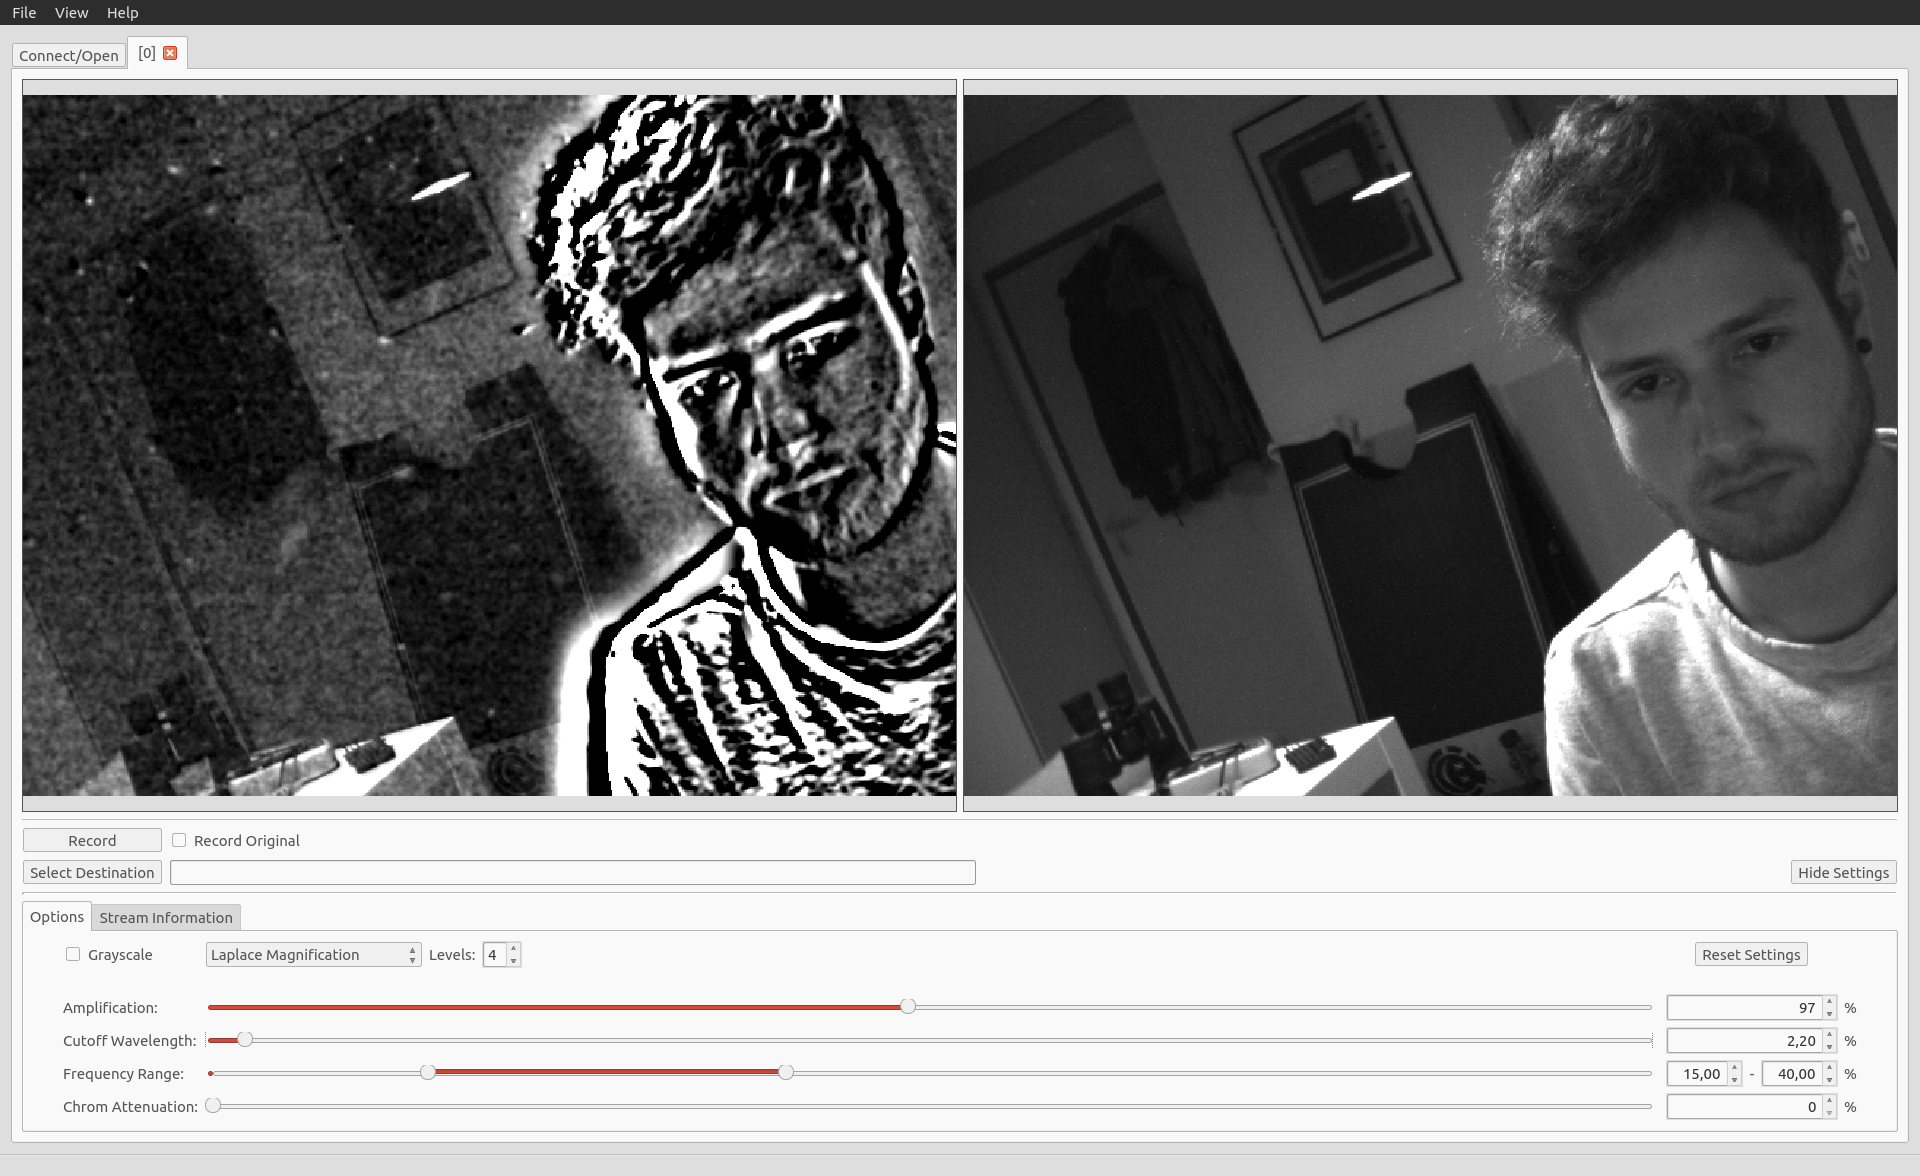 File View Help
Connect/Open [0]
Record Record Original
Select Destination Hide Settings
Options Stream Information
Grayscale Laplace Magnification Levels: 4 Reset Settings
Amplification: 97 %
Cutoff Wavelength: 2,20 %
Frequency Range: 15,00 - 40,00 %
Chrom Attenuation: 0 %